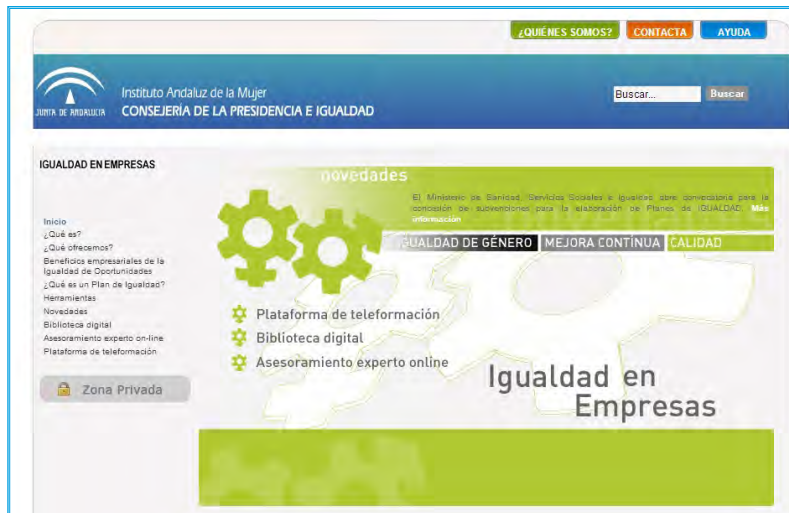 ¿QUIÉNES SOMOS? CONTACTA AYUDA
JUNTA DE ANDALUCIA
Instituto Andaluz de la Mujer
CONSEJERÍA DE LA PRESIDENCIA E IGUALDAD
Buscar... Buscar
IGUALDAD EN EMPRESAS
Inicio
¿Qué es?
¿Qué ofrecemos?
Beneficios empresariales de la
Igualdad de Oportunidades
¿Qué es un Plan de Igualdad?
Herramientas
Novedades
Biblioteca digital
Asesoramiento experto on-line
Plataforma de teleformación
Zona Privada
novedades
El Ministerio de Sanidad, Servicios Sociales e Igualdad abre convocatoria para la
concesión de subvenciones para la elaboración de Planes de IGUALDAD. Más
información
IGUALDAD DE GÉNERO MEJORA CONTÍNUA CALIDAD
Plataforma de teleformación
Biblioteca digital
Asesoramiento experto online
Igualdad en
Empresas